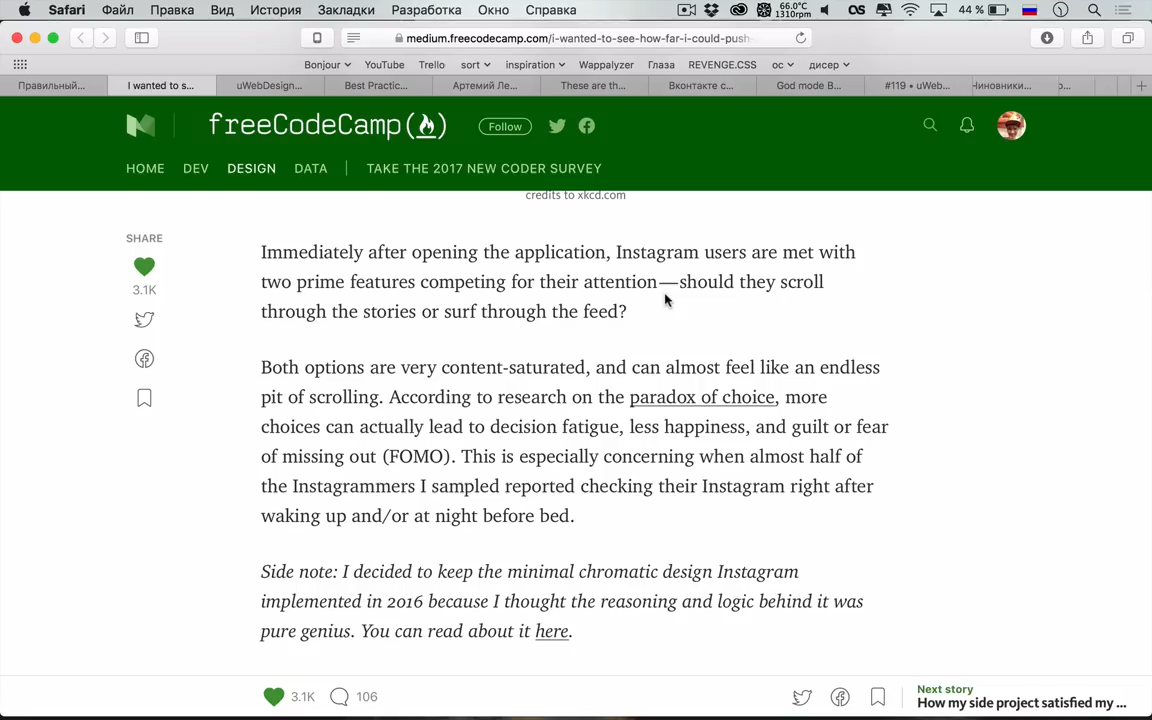 Safari Файл Правка Вид История Закладки Разработка Окно Справка 66.0°C 1310rpm 44 %
medium.freecodecamp.com/i-wanted-to-see-how-far-i-could-push-
Bonjour YouTube Trello sort inspiration Wappalyzer Глаза REVENGE.CSS ос дисер
Правильный... I wanted to s... uWebDesign... Best Practic... Артемий Ле... These are th... Вконтакте с... God mode B... #119 • uWeb... Чиновники...
freeCodeCamp Follow
HOME DEV DESIGN DATA TAKE THE 2017 NEW CODER SURVEY
credits to xkcd.com
SHARE
3.1K
Immediately after opening the application, Instagram users are met with
two prime features competing for their attention—should they scroll
through the stories or surf through the feed?
Both options are very content-saturated, and can almost feel like an endless
pit of scrolling. According to research on the paradox of choice, more
choices can actually lead to decision fatigue, less happiness, and guilt or fear
of missing out (FOMO). This is especially concerning when almost half of
the Instagrammers I sampled reported checking their Instagram right after
waking up and/or at night before bed.
Side note: I decided to keep the minimal chromatic design Instagram
implemented in 2016 because I thought the reasoning and logic behind it was
pure genius. You can read about it here.
3.1K 106
Next story
How my side project satisfied my ...